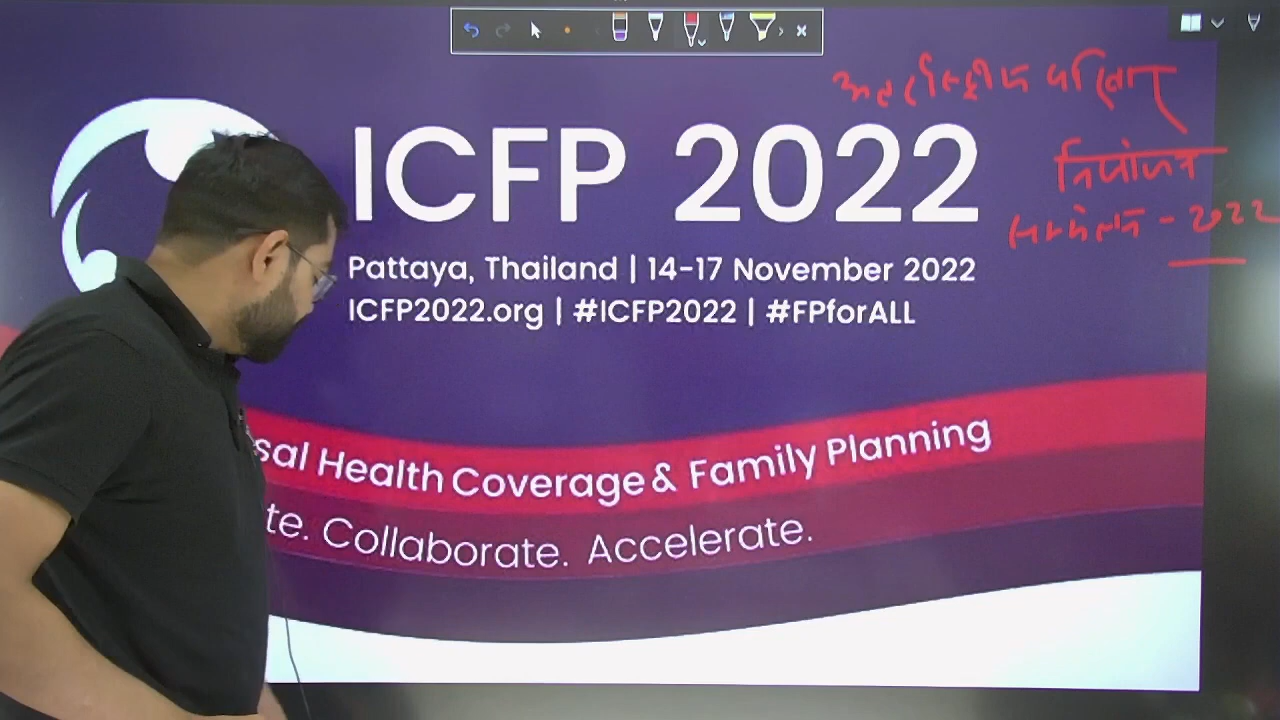 ICFP 2022
Pattaya, Thailand | 14-17 November 2022
ICFP2022.org | #ICFP2022 | #FPforALL
sal Health Coverage & Family Planning
te. Collaborate. Accelerate.
अन्तर्राष्ट्रीय परिवार
नियोजन
सम्मेलन - 2022